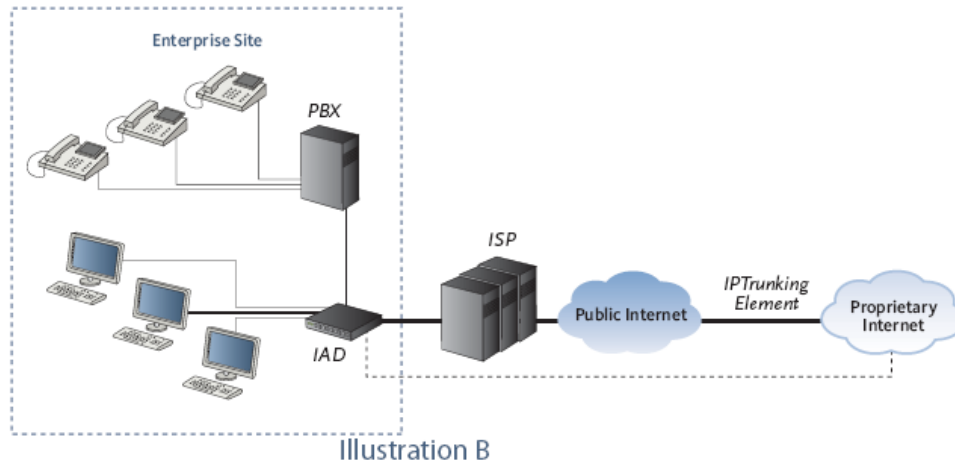 Enterprise Site
PBX
ISP
IPTrunking
Element
Public Internet
Proprietary
Internet
IAD
Illustration B